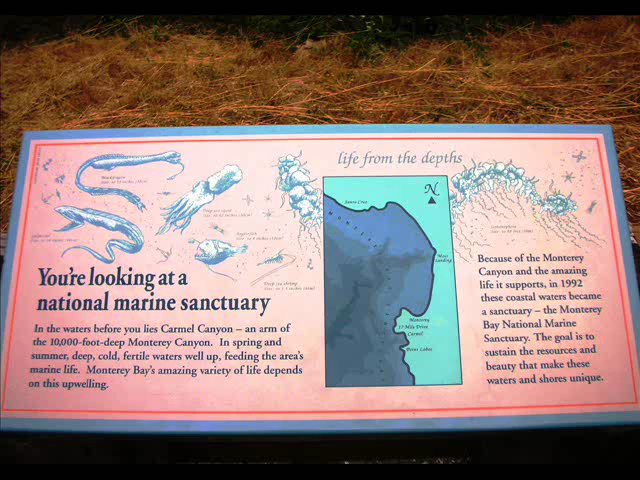 life from the depths
N
Santa Cruz
Moss
Landing
Monterey
17 Mile Drive
Carmel
Point Lobos
You're looking at a
national marine sanctuary
In the waters before you lies Carmel Canyon – an arm of
the 10,000-foot-deep Monterey Canyon. In spring and
summer, deep, cold, fertile waters well up, feeding the area's
marine life. Monterey Bay's amazing variety of life depends
on this upwelling.
Because of the Monterey
Canyon and the amazing
life it supports, in 1992
these coastal waters became
a sanctuary – the Monterey
Bay National Marine
Sanctuary. The goal is to
sustain the resources and
beauty that make these
waters and shores unique.